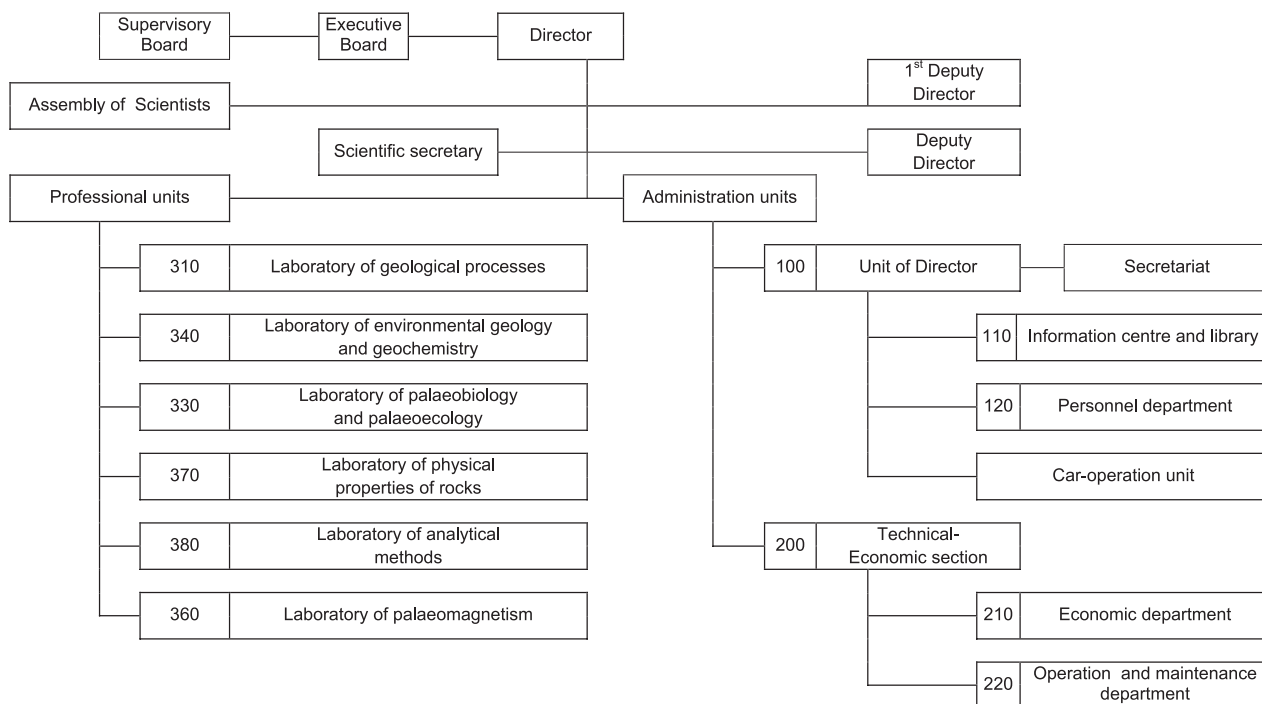 Supervisory
Board
Executive
Board
Director
1st Deputy
Director
Assembly of Scientists
Scientific secretary
Deputy
Director
Professional units
Administration units
310
Laboratory of geological processes
340
Laboratory of environmental geology
and geochemistry
330
Laboratory of palaeobiology
and palaeoecology
370
Laboratory of physical
properties of rocks
380
Laboratory of analytical
methods
360
Laboratory of palaeomagnetism
100
Unit of Director
Secretariat
110
Information centre and library
120
Personnel department
Car-operation unit
200
Technical-
Economic section
210
Economic department
220
Operation and maintenance
department